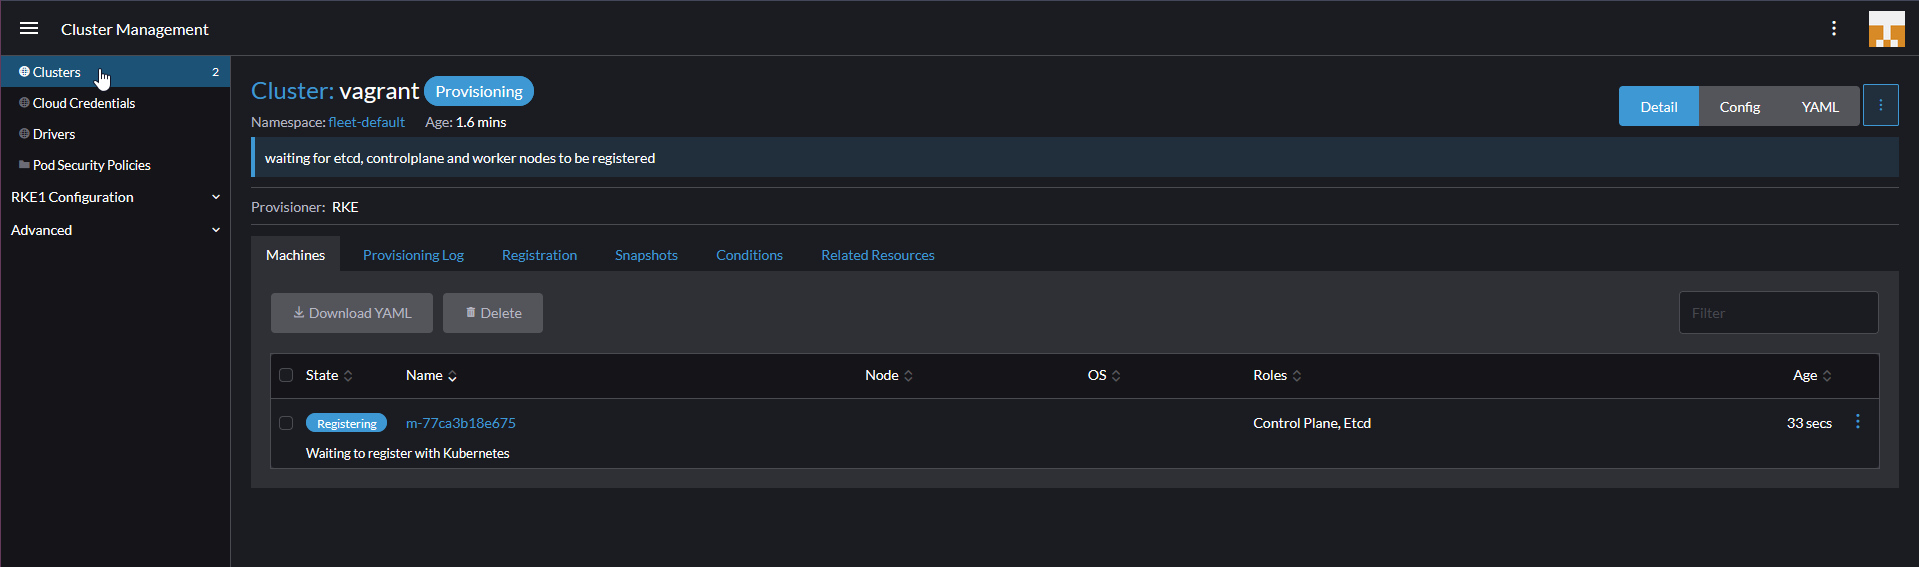 Cluster Management
Clusters 2
Cloud Credentials
Drivers
Pod Security Policies
RKE1 Configuration
Advanced
Cluster: vagrant Provisioning
Namespace: fleet-default Age: 1.6 mins
Detail Config YAML
waiting for etcd, controlplane and worker nodes to be registered
Provisioner: RKE
Machines Provisioning Log Registration Snapshots Conditions Related Resources
Download YAML Delete Filter
State Name Node OS Roles Age
Registering m-77ca3b18e675 Control Plane, Etcd 33 secs
Waiting to register with Kubernetes